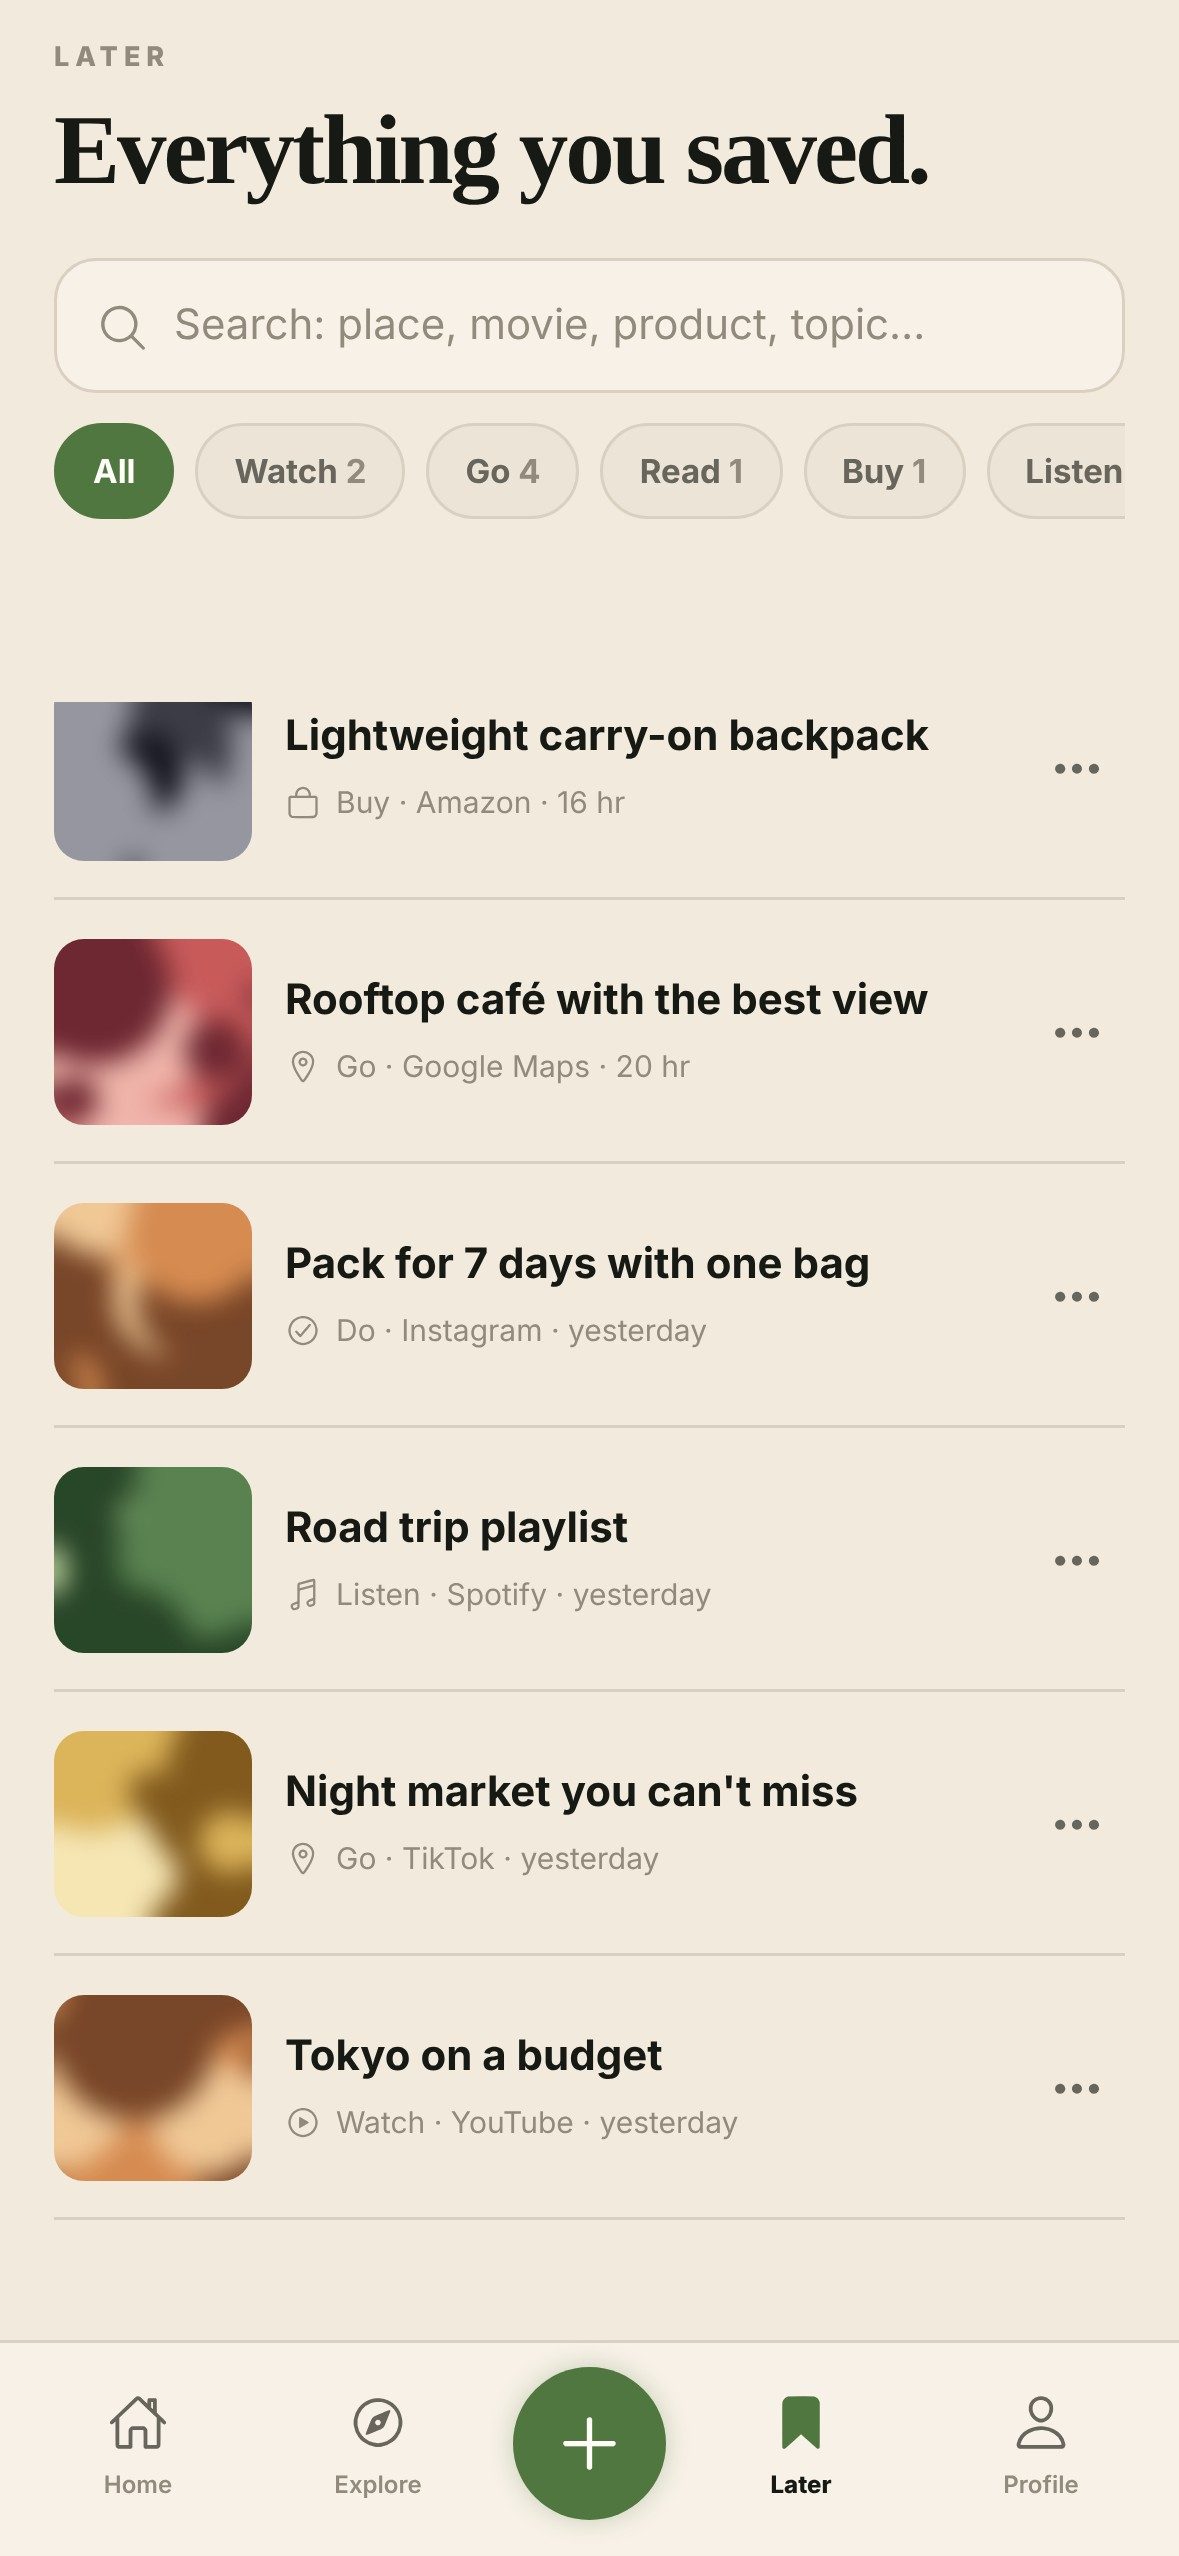 LATER
Everything you saved.
Search: place, movie, product, topic...
All Watch 2 Go 4 Read 1 Buy 1 Listen
Lightweight carry-on backpack
Buy · Amazon · 16 hr
Rooftop café with the best view
Go · Google Maps · 20 hr
Pack for 7 days with one bag
Do · Instagram · yesterday
Road trip playlist
Listen · Spotify · yesterday
Night market you can't miss
Go · TikTok · yesterday
Tokyo on a budget
Watch · YouTube · yesterday
Home Explore Later Profile